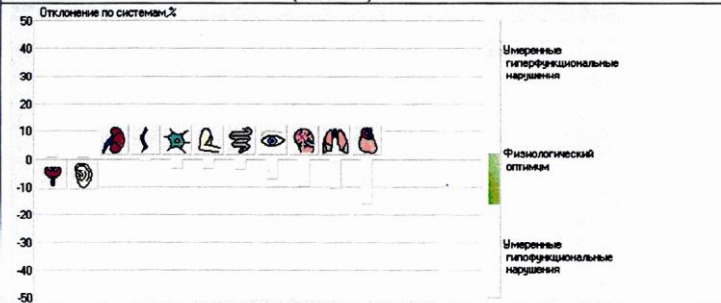 Отклонение по системам,%
50
40
30
20
10
0
-10
-20
-30
-40
-50
Умеренные
гиперфункциональные
нарушения
Физиологический
оптимум
Умеренные
гипофункциональные
нарушения